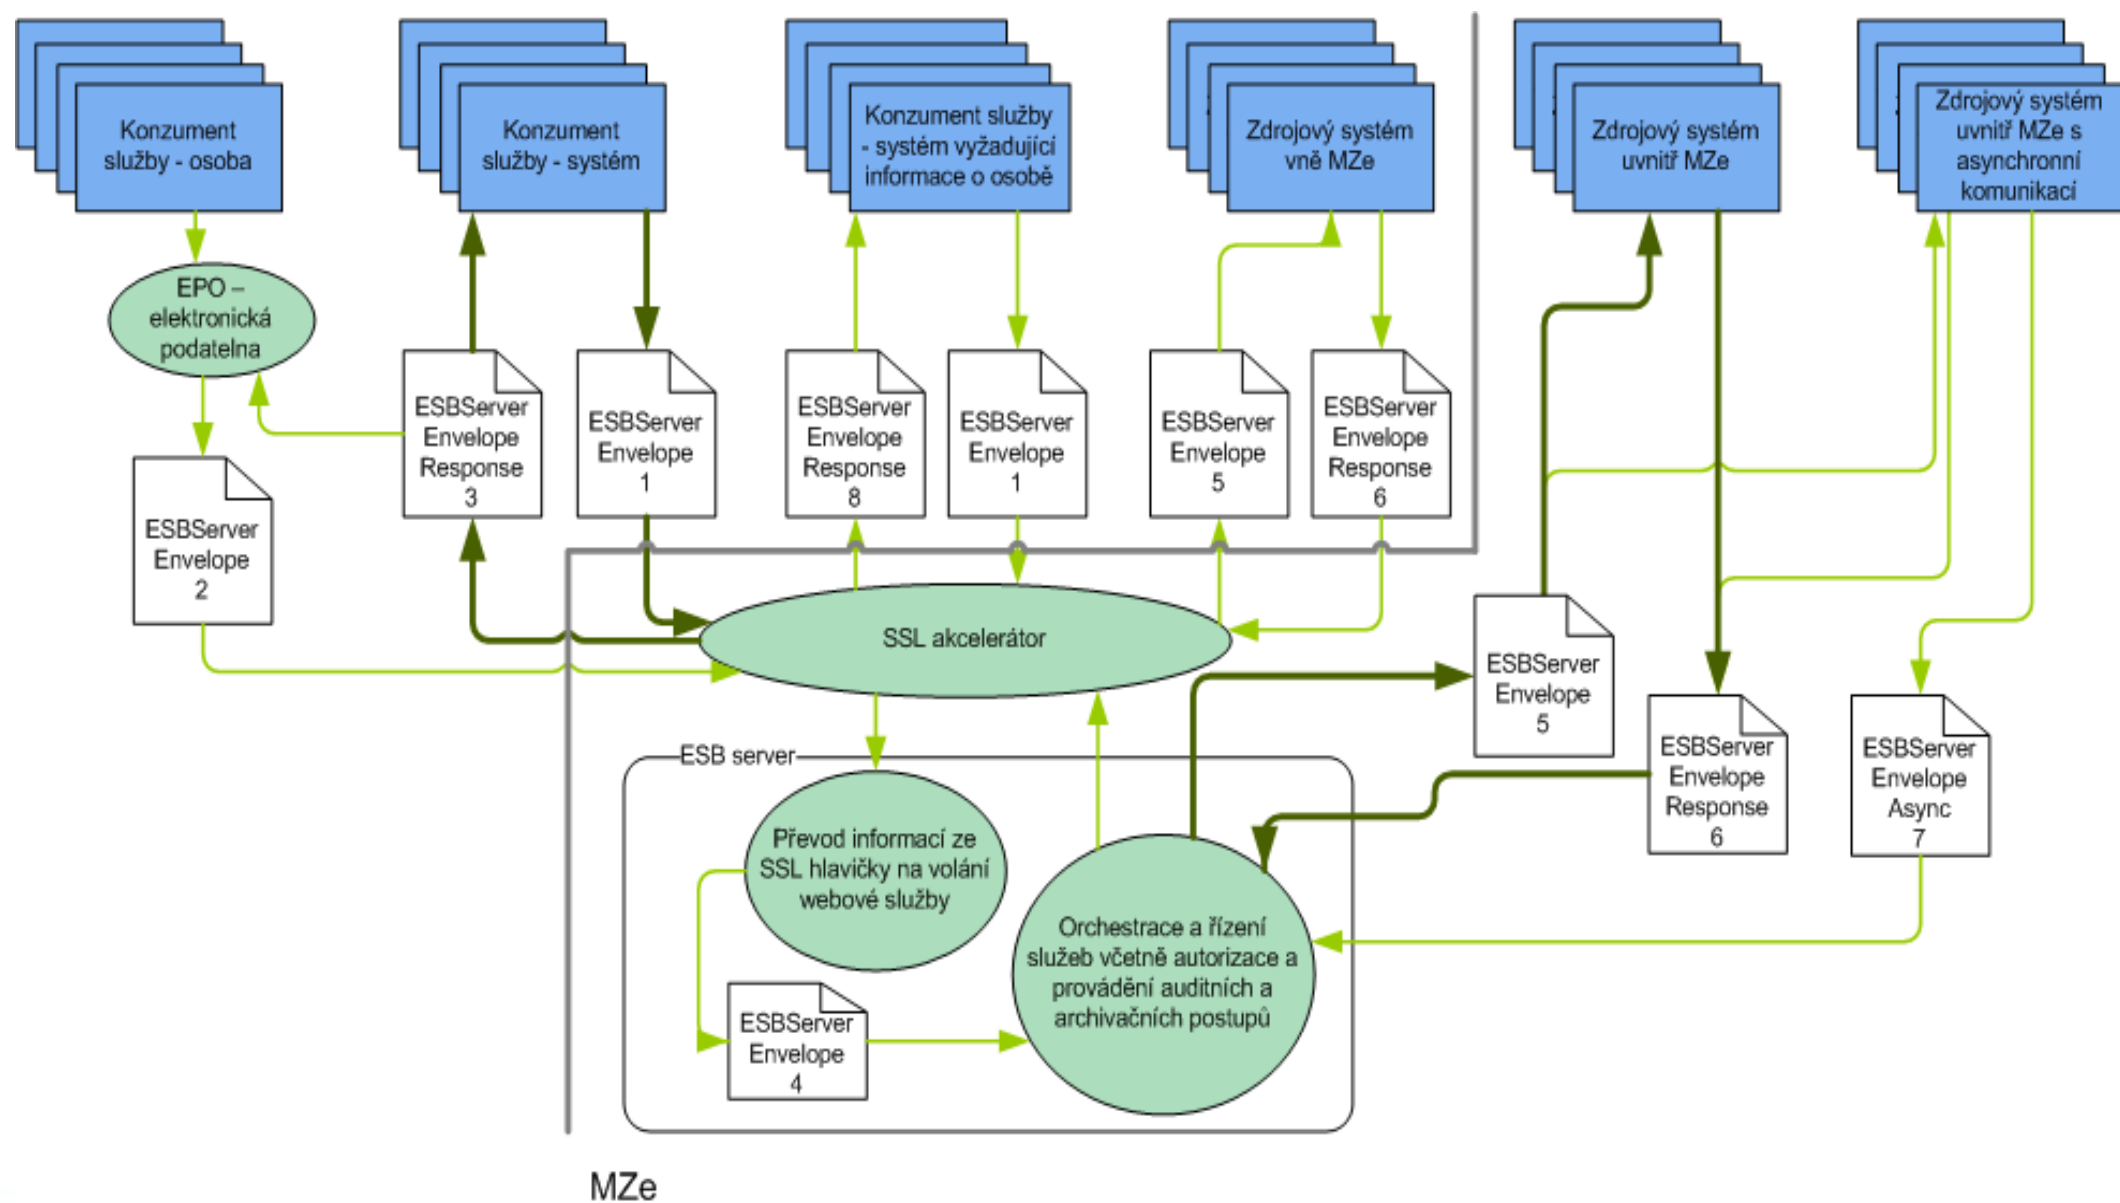 Konzument
služby - osoba
Konzument
služby - systém
Konzument služby
- systém vyžadující
informace o osobě
Zdrojový systém
vně MZe
Zdrojový systém
uvnitř MZe
Zdrojový systém
uvnitř MZe s
asynchronní
komunikací
EPO –
elektronická
podatelna
ESBServer
Envelope
Response
3
ESBServer
Envelope
1
ESBServer
Envelope
Response
8
ESBServer
Envelope
1
ESBServer
Envelope
5
ESBServer
Envelope
Response
6
ESBServer
Envelope
2
SSL akcelerátor
ESBServer
Envelope
5
ESBServer
Envelope
Response
6
ESBServer
Envelope
Async
7
ESB server
Převod informací ze
SSL hlavičky na volání
webové služby
Orchestrace a řízení
služeb včetně autorizace a
provádění auditních a
archivačních postupů
ESBServer
Envelope
4
MZe